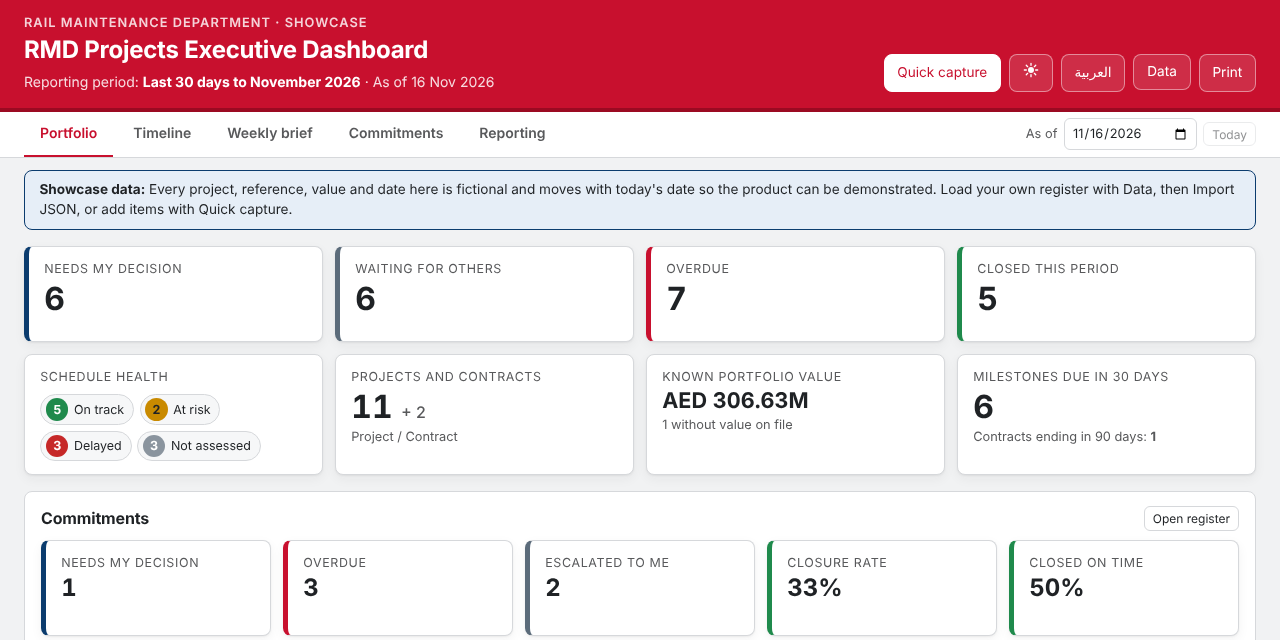 RAIL MAINTENANCE DEPARTMENT · SHOWCASE
RMD Projects Executive Dashboard
Reporting period: Last 30 days to November 2026 · As of 16 Nov 2026
Quick capture
العربية
Data
Print
Portfolio
Timeline
Weekly brief
Commitments
Reporting
As of
11/16/2026
Today
Showcase data: Every project, reference, value and date here is fictional and moves with today's date so the product can be demonstrated. Load your own register with Data, then Import
JSON, or add items with Quick capture.
NEEDS MY DECISION
6
WAITING FOR OTHERS
6
OVERDUE
7
CLOSED THIS PERIOD
5
SCHEDULE HEALTH
5 On track
2 At risk
3 Delayed
3 Not assessed
PROJECTS AND CONTRACTS
11 + 2
Project / Contract
KNOWN PORTFOLIO VALUE
AED 306.63M
1 without value on file
MILESTONES DUE IN 30 DAYS
6
Contracts ending in 90 days: 1
Commitments
Open register
NEEDS MY DECISION
1
OVERDUE
3
ESCALATED TO ME
2
CLOSURE RATE
33%
CLOSED ON TIME
50%